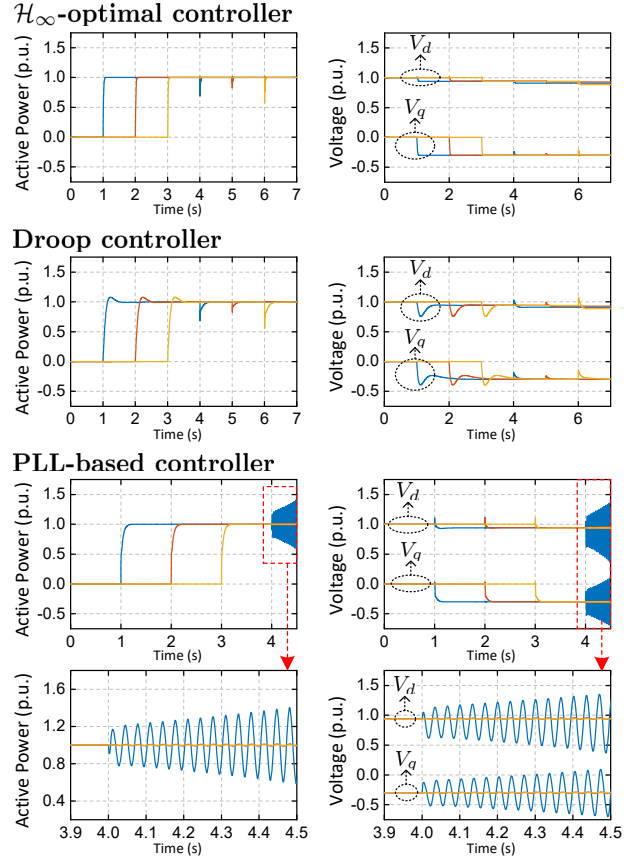 H∞-optimal controller
Active Power (p.u.)
1.5
1.0
0.5
0.0
-0.5
0 1 2 3 4 5 6 7
Time (s)
Voltage (p.u.)
1.5
1.0
0.5
0.0
-0.5
V_d
V_q
0 2 4 6
Time (s)
Droop controller
Active Power (p.u.)
1.5
1.0
0.5
0.0
-0.5
0 1 2 3 4 5 6 7
Time (s)
Voltage (p.u.)
1.5
1.0
0.5
0.0
-0.5
V_d
V_q
0 2 4 6
Time (s)
PLL-based controller
Active Power (p.u.)
1.5
1.0
0.5
0.0
-0.5
0 1 2 3 4
Time (s)
Voltage (p.u.)
1.5
1.0
0.5
0.0
-0.5
V_d
V_q
0 1 2 3 4
Time (s)
Active Power (p.u.)
1.6
1.2
0.8
0.4
3.9 4.0 4.1 4.2 4.3 4.4 4.5
Time (s)
Voltage (p.u.)
1.5
1.0
0.5
0.0
-0.5
V_d
V_q
3.9 4.0 4.1 4.2 4.3 4.4 4.5
Time (s)